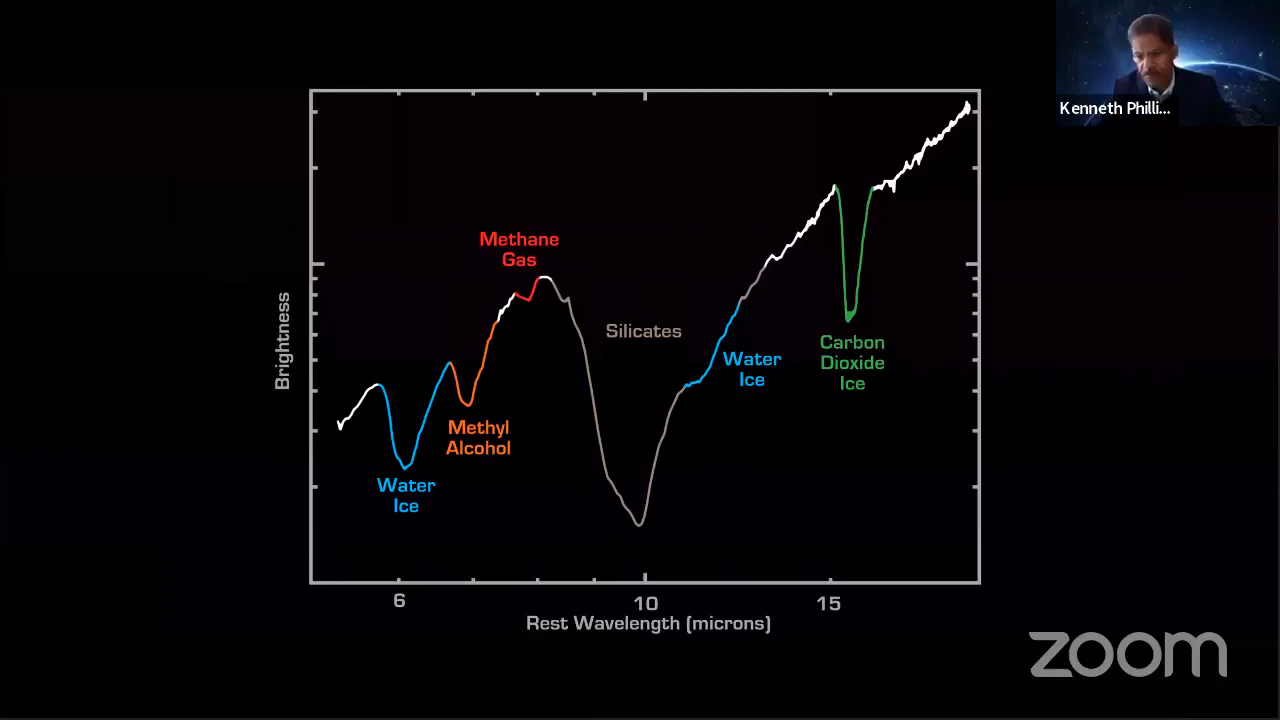 Kenneth Philli...
Methane
Gas
Silicates
Water
Ice
Carbon
Dioxide
Ice
Methyl
Alcohol
Water
Ice
Brightness
6
10
15
Rest Wavelength (microns)
zoom